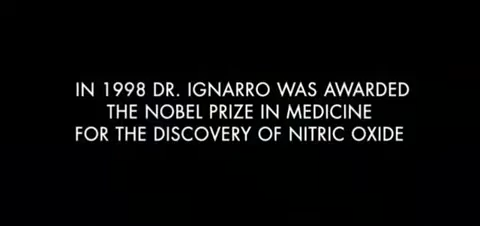 IN 1998 DR. IGNARRO WAS AWARDED
THE NOBEL PRIZE IN MEDICINE
FOR THE DISCOVERY OF NITRIC OXIDE